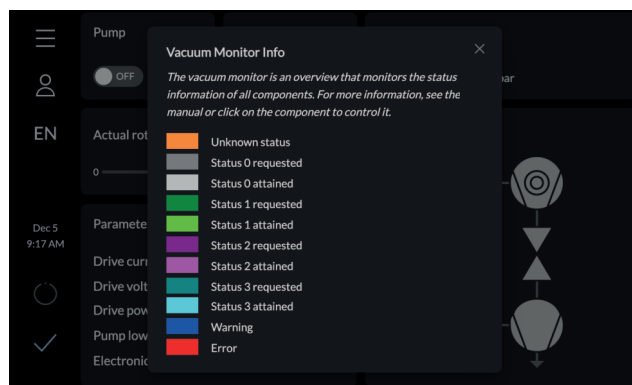 Pump
OFF
EN
Actual rot
0
Dec 5
9:17 AM
Paramete
Drive curr
Drive volt
Drive pow
Pump low
Electronic
bar
Vacuum Monitor Info
The vacuum monitor is an overview that monitors the status
information of all components. For more information, see the
manual or click on the component to control it.
Unknown status
Status 0 requested
Status 0 attained
Status 1 requested
Status 1 attained
Status 2 requested
Status 2 attained
Status 3 requested
Status 3 attained
Warning
Error